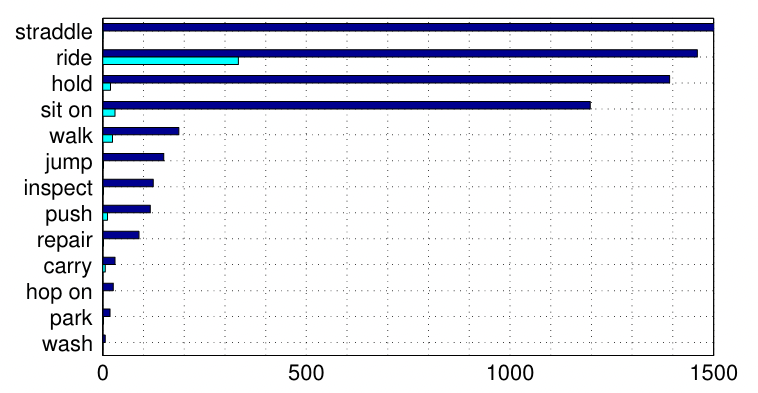 straddle
ride
hold
sit on
walk
jump
inspect
push
repair
carry
hop on
park
wash
0 500 1000 1500